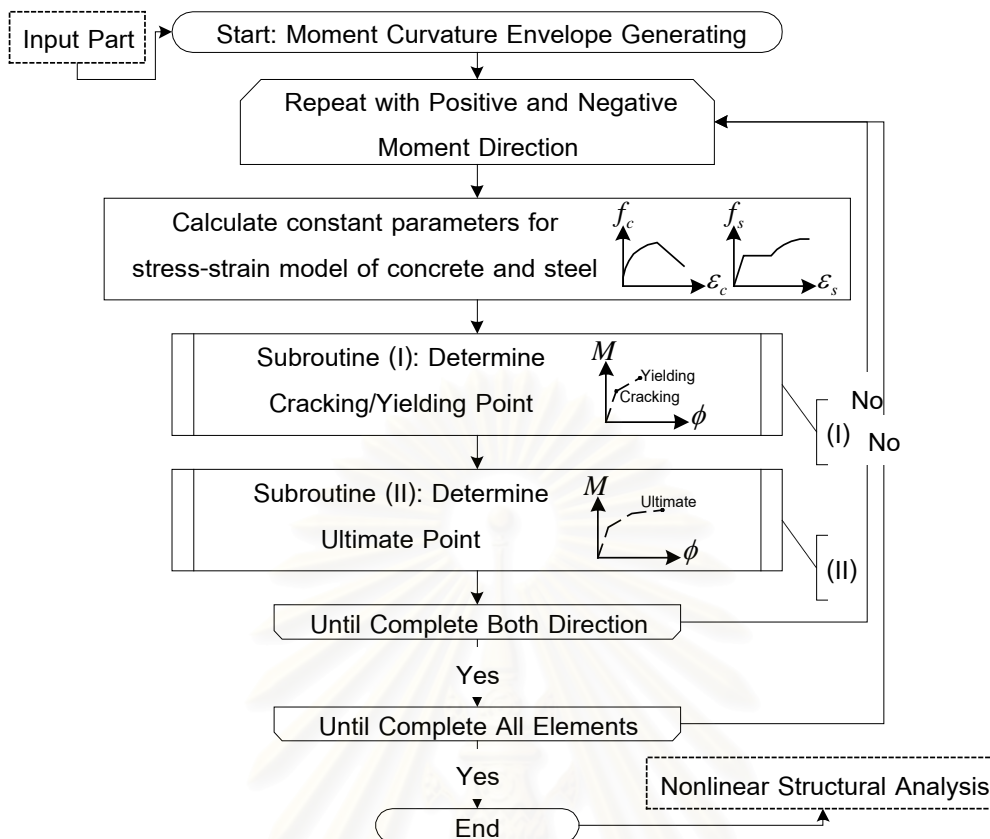 Input Part
Start: Moment Curvature Envelope Generating
Repeat with Positive and Negative
Moment Direction
Calculate constant parameters for
stress-strain model of concrete and steel
f_c
ε_c
f_s
ε_s
Subroutine (I): Determine
Cracking/Yielding Point
M
Yielding
Cracking
ϕ
(I)
No
No
Subroutine (II): Determine
Ultimate Point
M
Ultimate
ϕ
(II)
Until Complete Both Direction
Yes
Until Complete All Elements
Yes
Nonlinear Structural Analysis
End